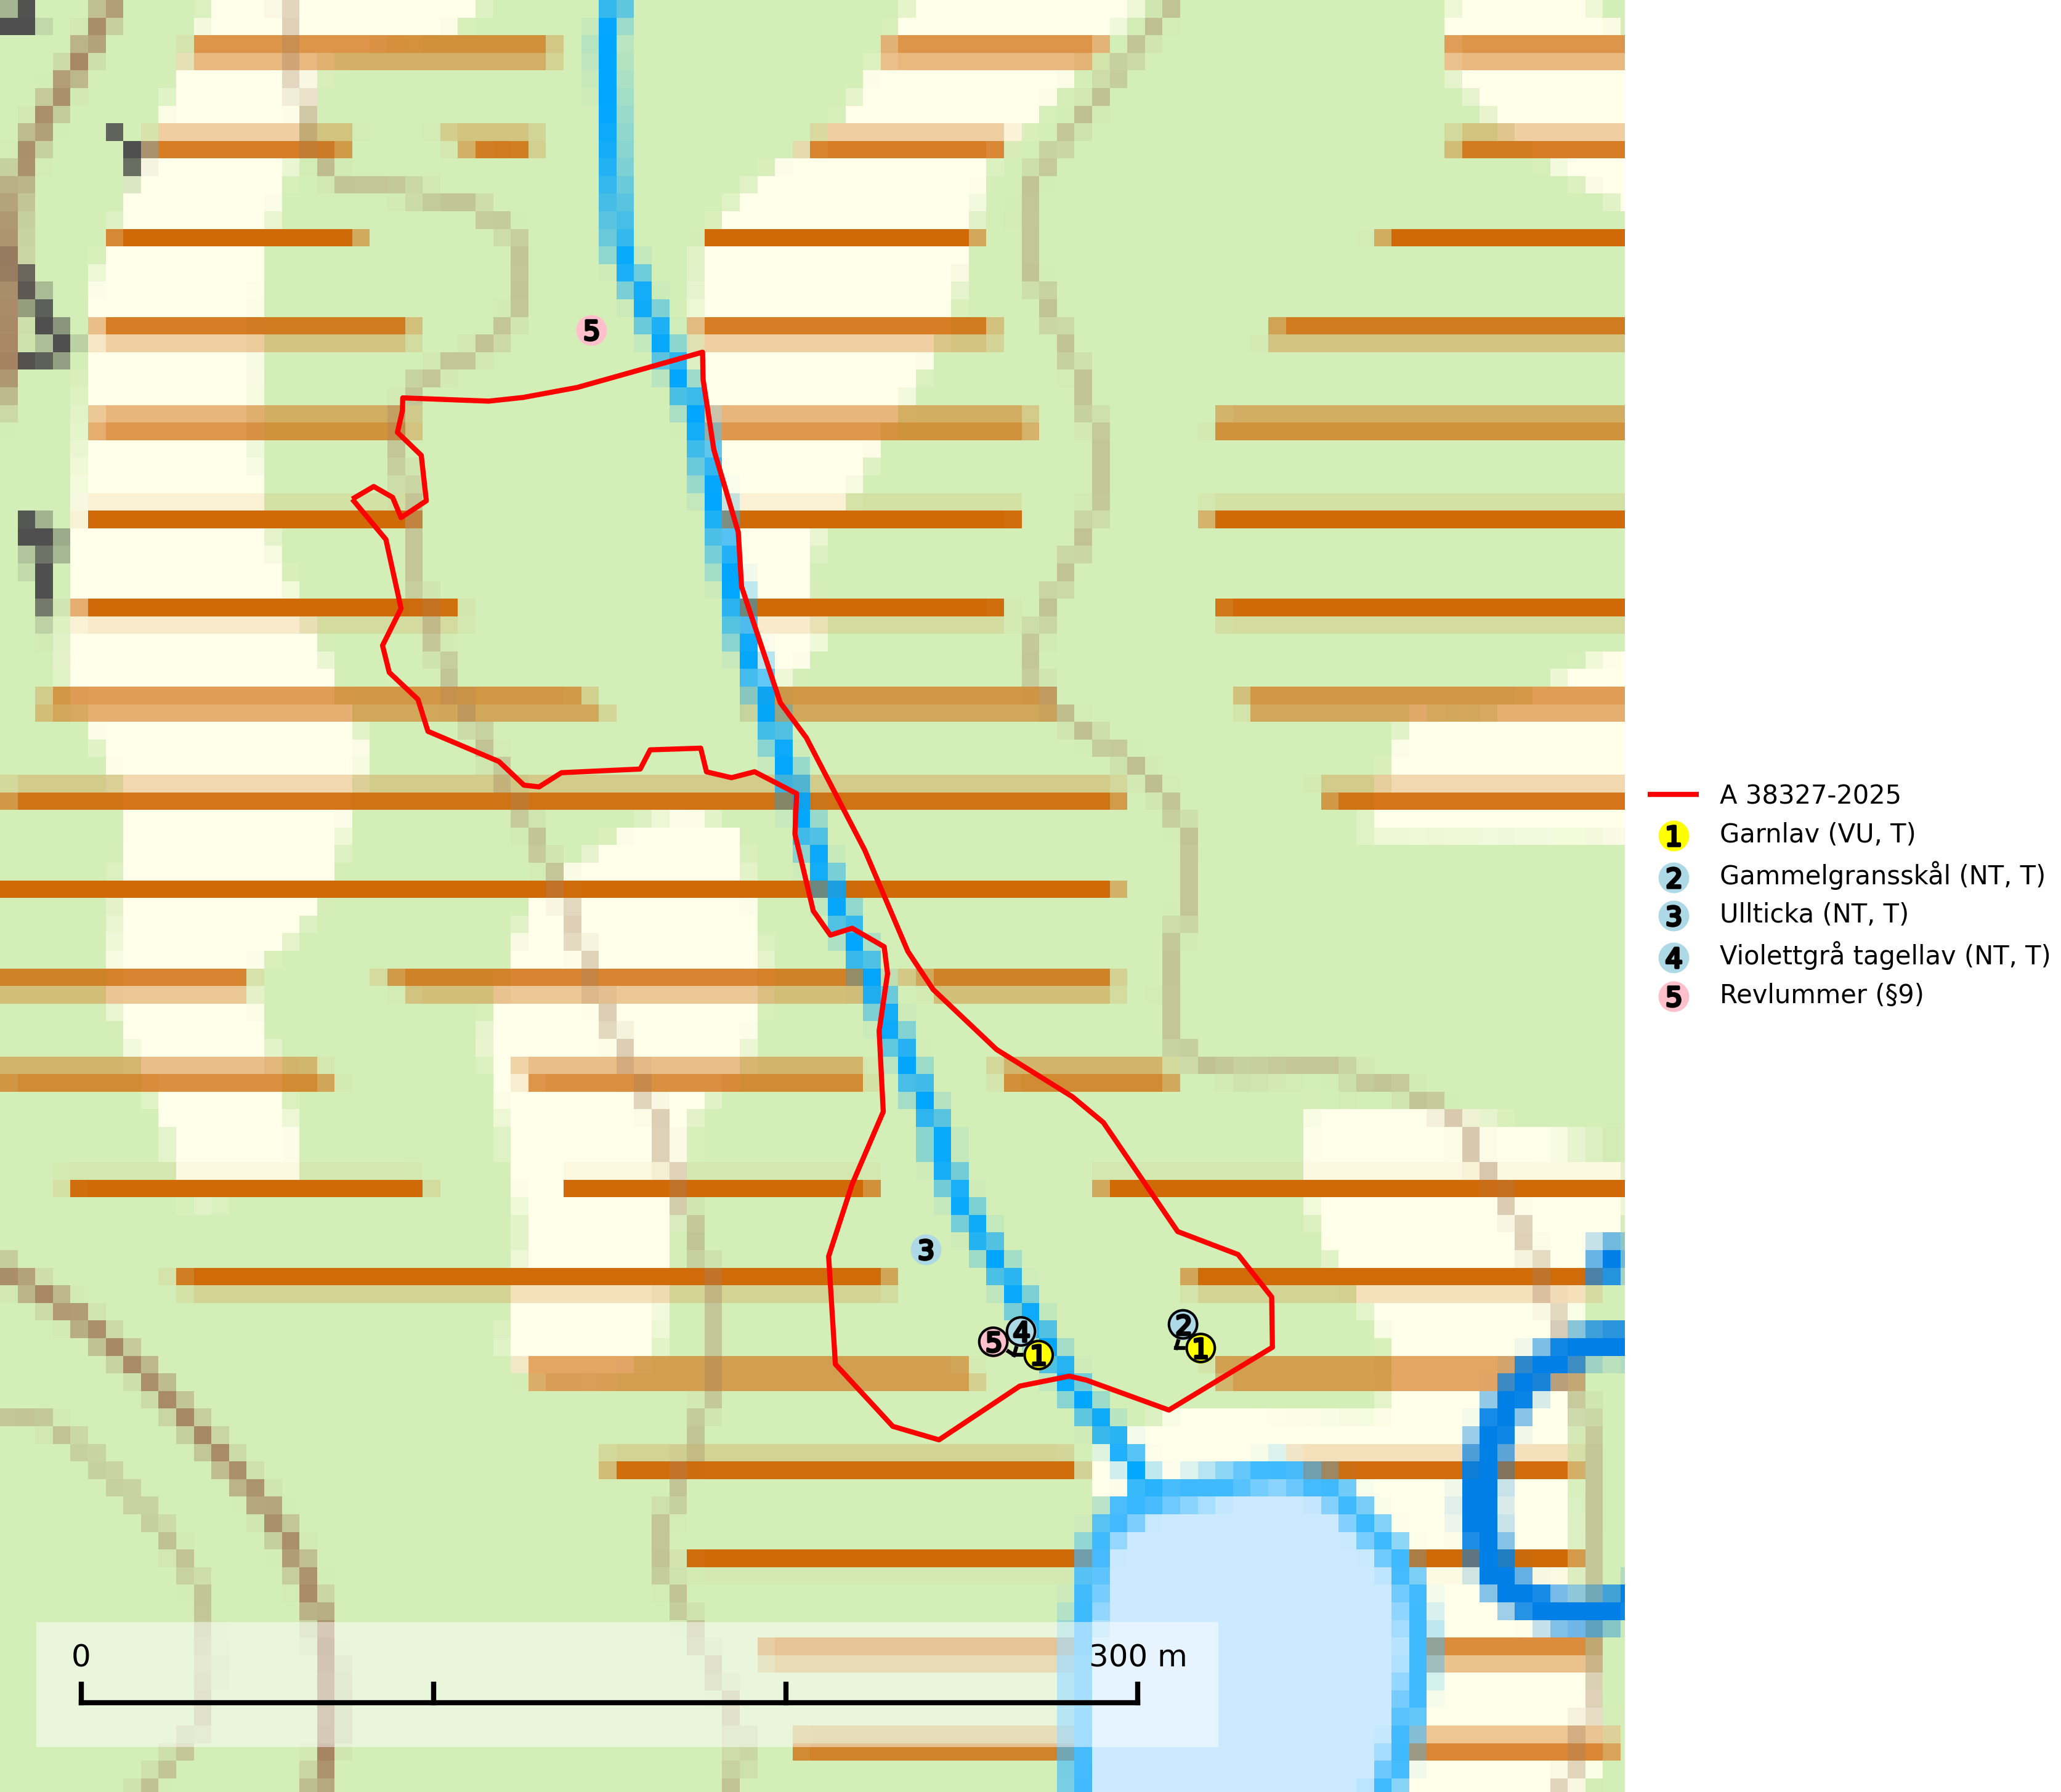 5
3
2
1
5
4
1
0
300 m
A 38327-2025
1 Garnlav (VU, T)
2 Gammelgransskål (NT, T)
3 Ullticka (NT, T)
4 Violettgrå tagellav (NT, T)
5 Revlummer (§9)